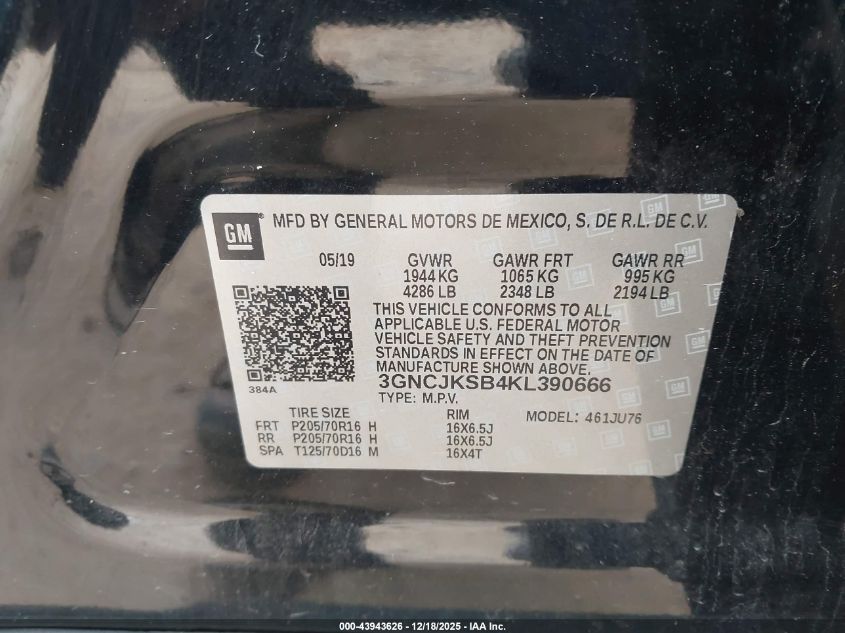 GM
MFD BY GENERAL MOTORS DE MEXICO, S. DE R.L. DE C.V.
05/19 GVWR GAWR FRT GAWR RR
1944 KG 1065 KG 995 KG
4286 LB 2348 LB 2194 LB
THIS VEHICLE CONFORMS TO ALL
APPLICABLE U.S. FEDERAL MOTOR
VEHICLE SAFETY AND THEFT PREVENTION
STANDARDS IN EFFECT ON THE DATE OF
MANUFACTURE SHOWN ABOVE.
384A
3GNCJKSB4KL390666
TYPE: M.P.V.
TIRE SIZE RIM MODEL: 461JU76
FRT P205/70R16 H 16X6.5J
RR P205/70R16 H 16X6.5J
SPA T125/70D16 M 16X4T
000-43943626 - 12/18/2025 - IAA Inc.